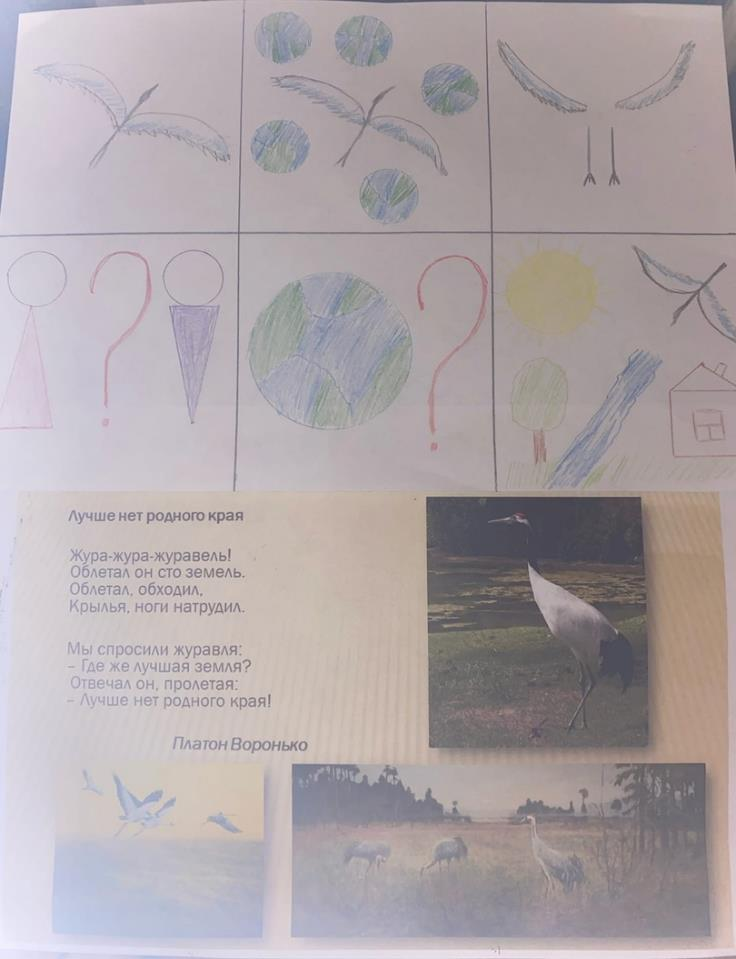 Лучше нет родного края
Жура-жура-журавель!
Облетал он сто земель.
Облетал, обходил,
Крылья, ноги натрудил.
Мы спросили журавля:
– Где же лучшая земля?
Отвечал он, пролетая:
– Лучше нет родного края!
Платон Воронько